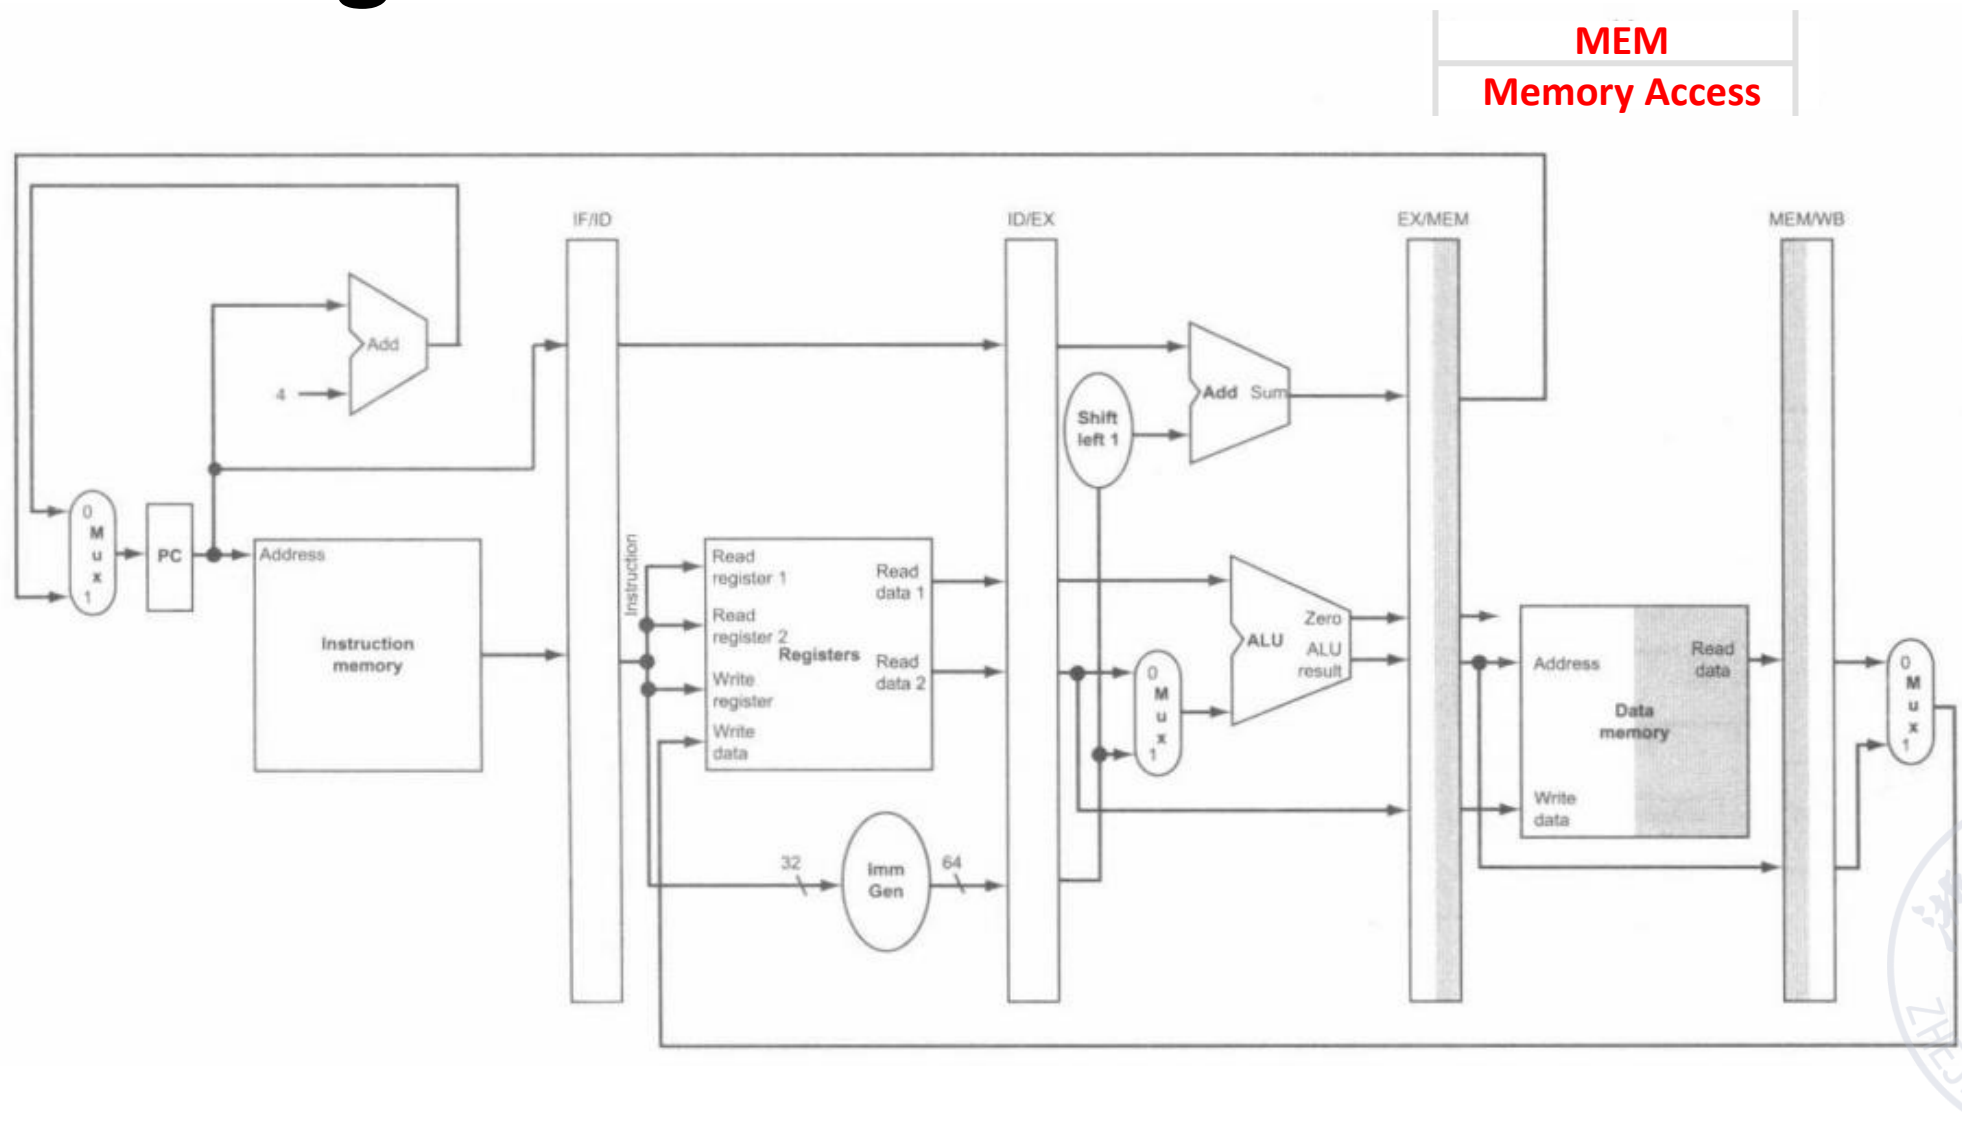 MEM
Memory Access
IF/ID
ID/EX
EX/MEM
MEM/WB
Add
4
Shift
left 1
Add Sum
0
M
u
x
1
PC
Address
Instruction
memory
Instruction
Read
register 1
Read
register 2
Write
register
Write
data
Registers
Read
data 1
Read
data 2
32
Imm
Gen
64
0
M
u
x
1
ALU
Zero
ALU
result
Address
Read
data
Data
memory
Write
data
0
M
u
x
1